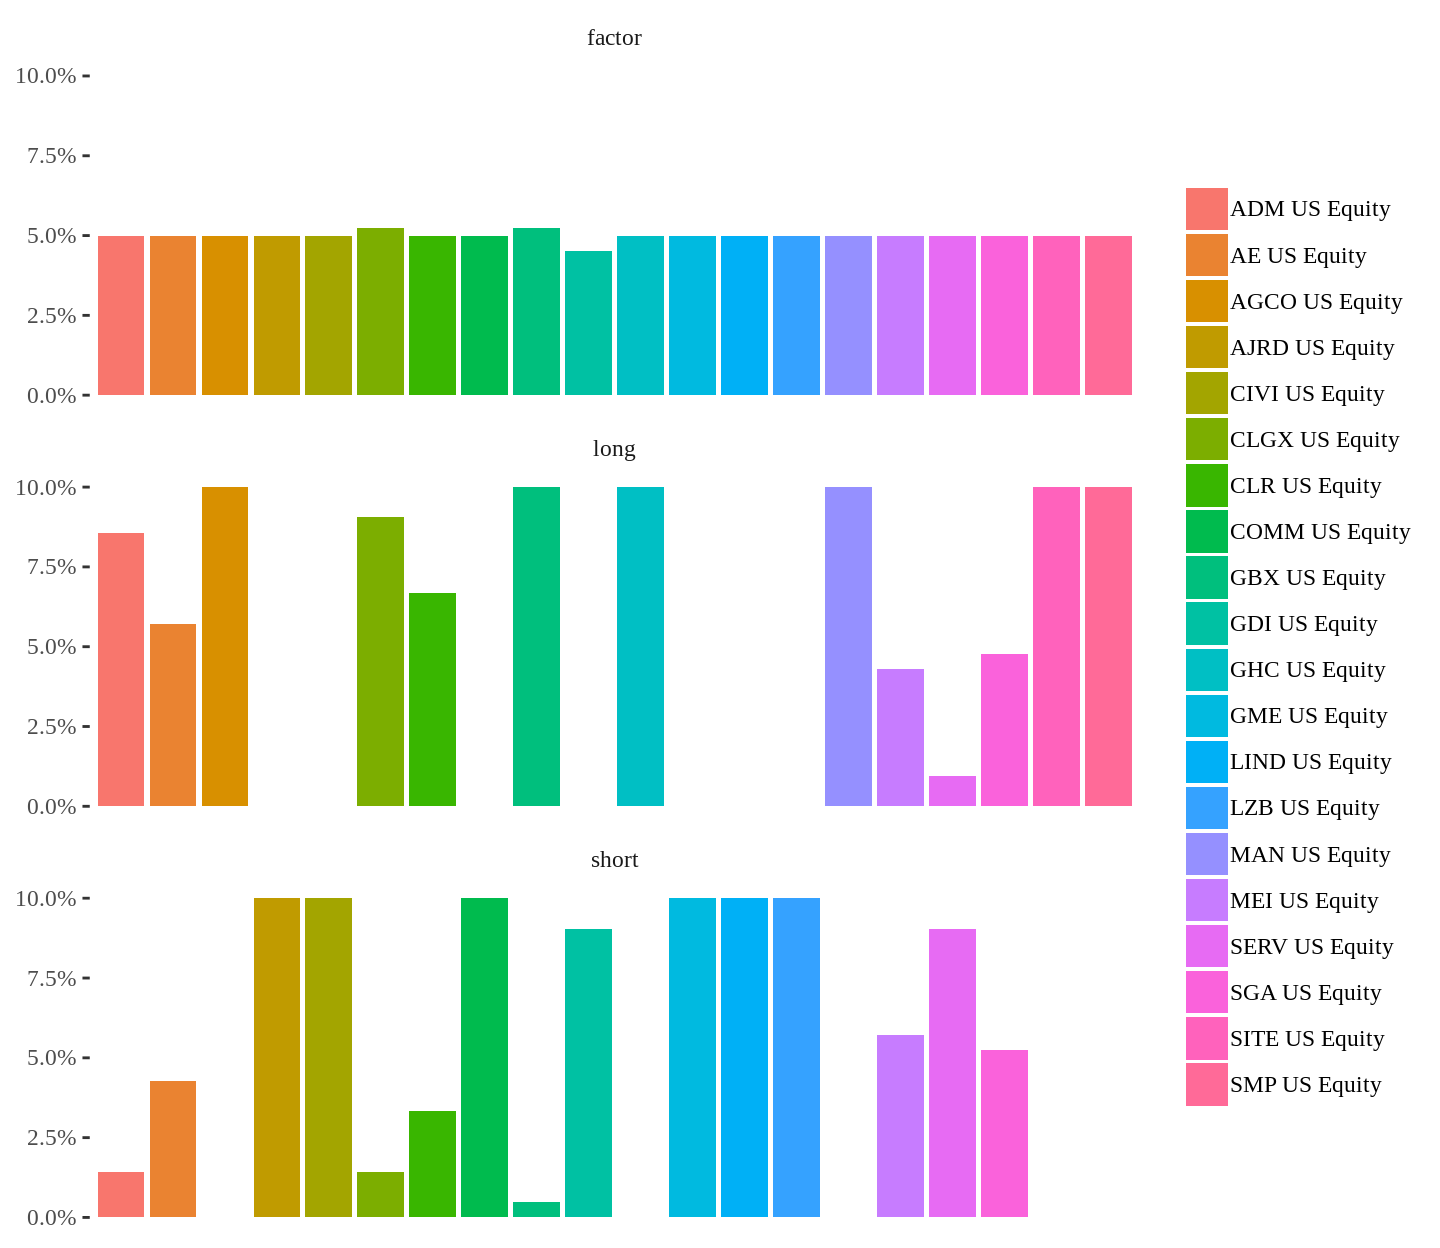 factor
10.0%
7.5%
5.0%
2.5%
0.0%
long
10.0%
7.5%
5.0%
2.5%
0.0%
short
10.0%
7.5%
5.0%
2.5%
0.0%
ADM US Equity
AE US Equity
AGCO US Equity
AJRD US Equity
CIVI US Equity
CLGX US Equity
CLR US Equity
COMM US Equity
GBX US Equity
GDI US Equity
GHC US Equity
GME US Equity
LIND US Equity
LZB US Equity
MAN US Equity
MEI US Equity
SERV US Equity
SGA US Equity
SITE US Equity
SMP US Equity